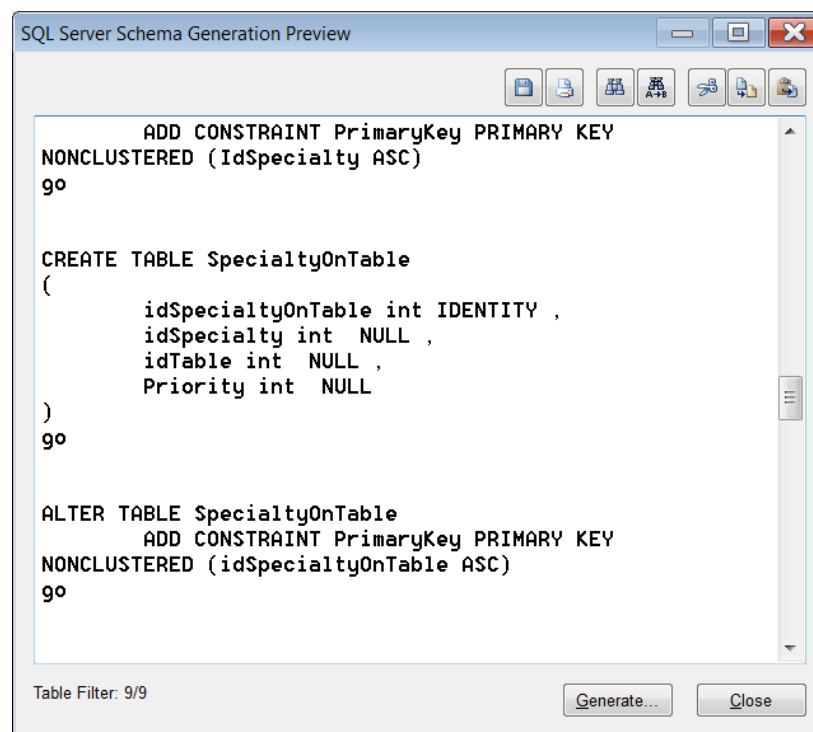 SQL Server Schema Generation Preview
A→B
ADD CONSTRAINT PrimaryKey PRIMARY KEY
NONCLUSTERED (IdSpecialty ASC)
go
CREATE TABLE SpecialtyOnTable
(
idSpecialtyOnTable int IDENTITY ,
idSpecialty int  NULL ,
idTable int  NULL ,
Priority int  NULL
)
go
ALTER TABLE SpecialtyOnTable
ADD CONSTRAINT PrimaryKey PRIMARY KEY
NONCLUSTERED (idSpecialtyOnTable ASC)
go
Table Filter: 9/9
Generate...
Close